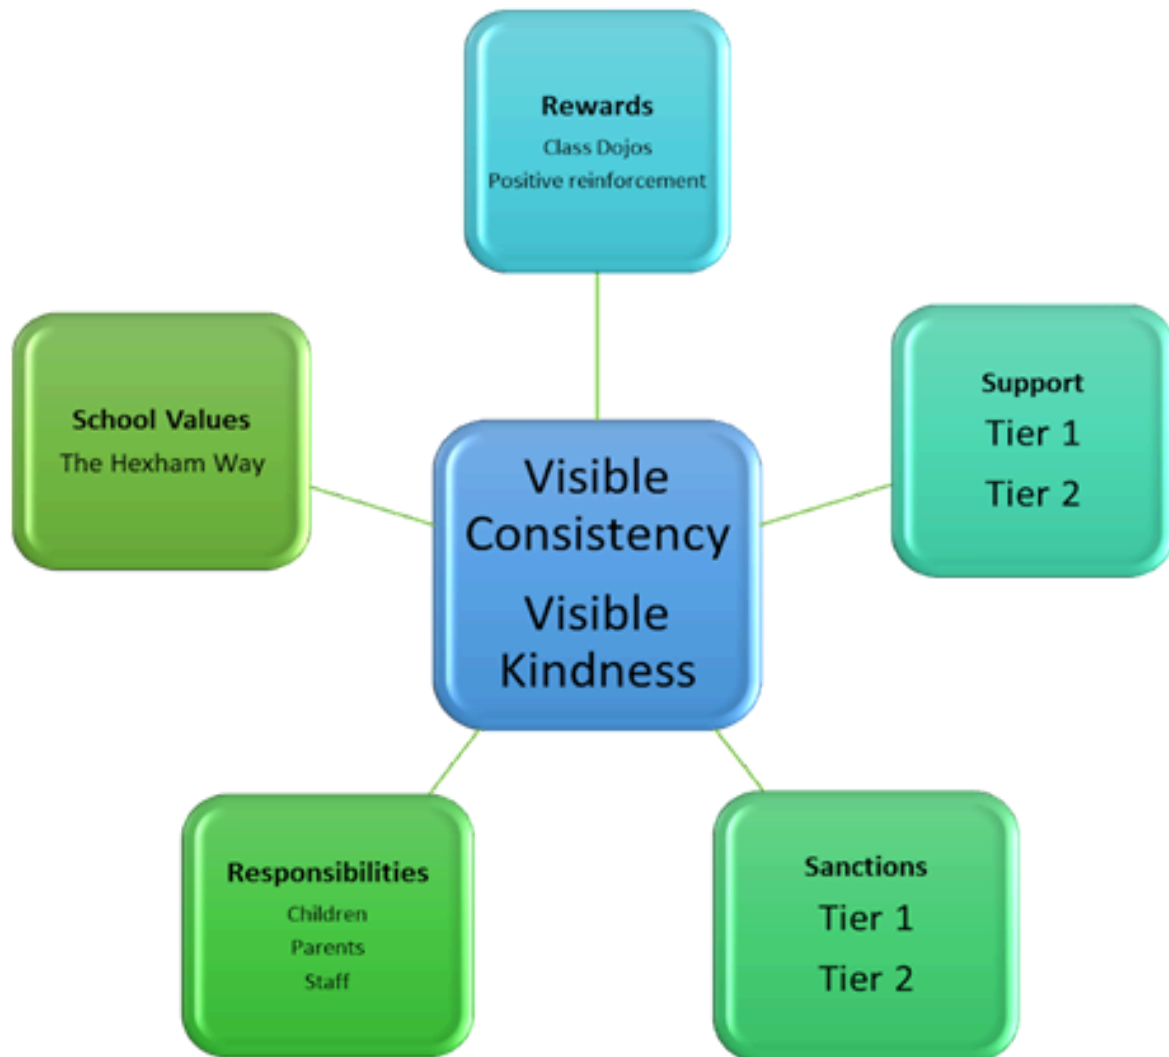 Rewards
Class Dojos
Positive reinforcement
School Values
The Hexham Way
Support
Tier 1
Tier 2
Visible
Consistency
Visible
Kindness
Responsibilities
Children
Parents
Staff
Sanctions
Tier 1
Tier 2